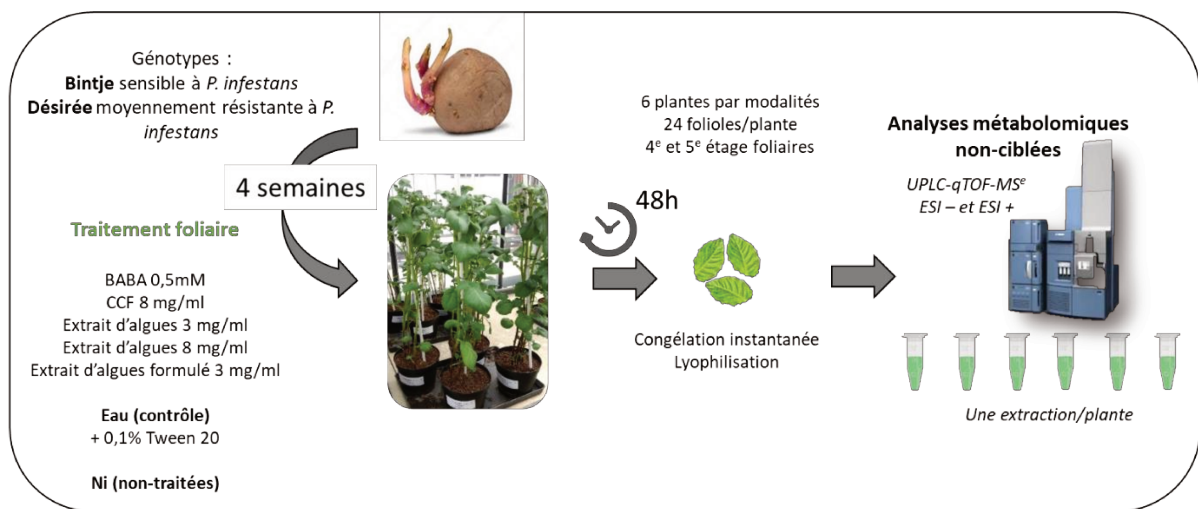 Génotypes :
Bintje sensible à P. infestans
Désirée moyennement résistante à P.
infestans
4 semaines
Traitement foliaire
BABA 0,5mM
CCF 8 mg/ml
Extrait d'algues 3 mg/ml
Extrait d'algues 8 mg/ml
Extrait d'algues formulé 3 mg/ml
Eau (contrôle)
+ 0,1% Tween 20
Ni (non-traitées)
48h
6 plantes par modalités
24 folioles/plante
4e et 5e étage foliaires
Congélation instantanée
Lyophilisation
Analyses métabolomiques
non-ciblées
UPLC-qTOF-MSe
ESI – et ESI +
Une extraction/plante